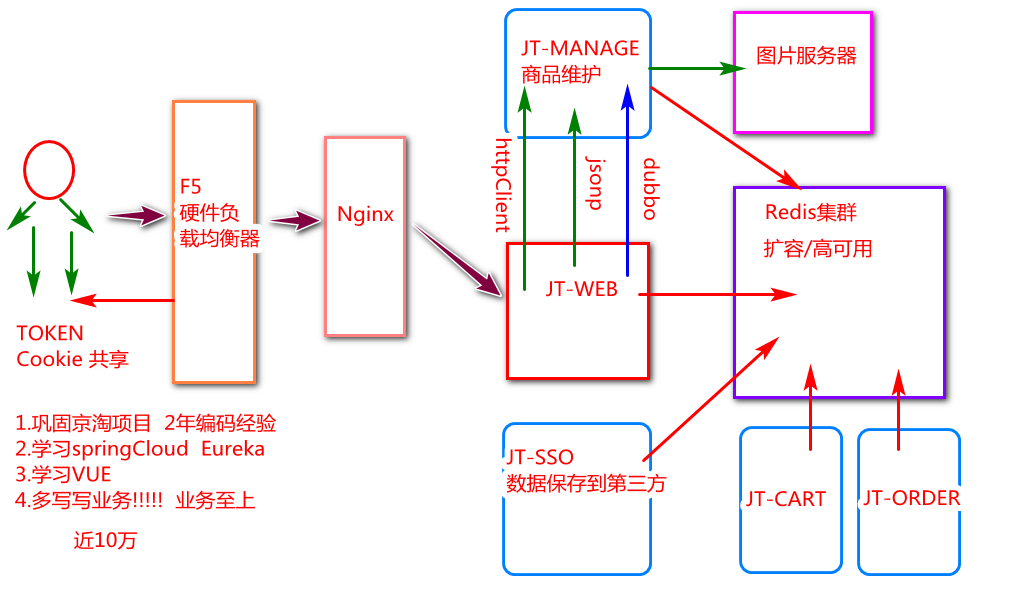 JT-MANAGE
商品维护
图片服务器
httpClient
jsonp
dubbo
F5
硬件负
载均衡器
Nginx
Redis集群
扩容/高可用
JT-WEB
TOKEN
Cookie 共享
1.巩固京淘项目 2年编码经验
2.学习springCloud Eureka
3.学习VUE
4.多写写业务!!!!! 业务至上
近10万
JT-SSO
数据保存到第三方
JT-CART
JT-ORDER